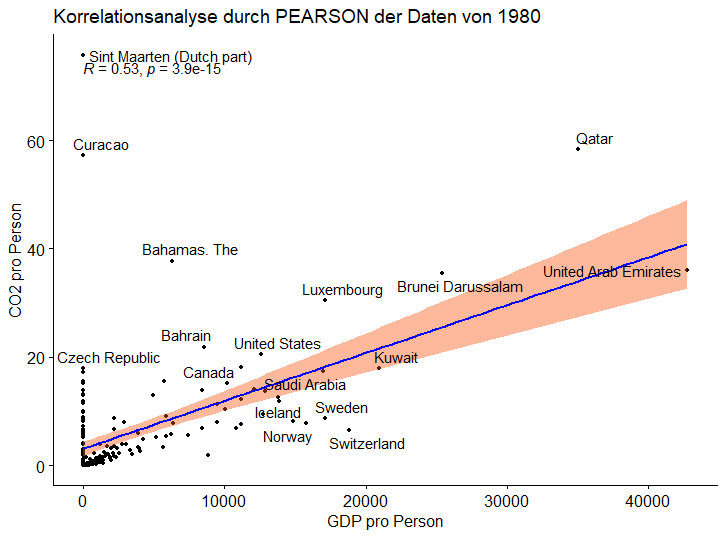 Korrelationsanalyse durch PEARSON der Daten von 1980
Sint Maarten (Dutch part)
R = 0.53, p = 3.9e-15
60
Curacao
Qatar
Bahamas. The
40
Luxembourg
Brunei Darussalam
United Arab Emirates
Bahrain
United States
20
Czech Republic
Canada
Saudi Arabia
Kuwait
Iceland
Sweden
Norway
Switzerland
0
CO2 pro Person
0 10000 20000 30000 40000
GDP pro Person